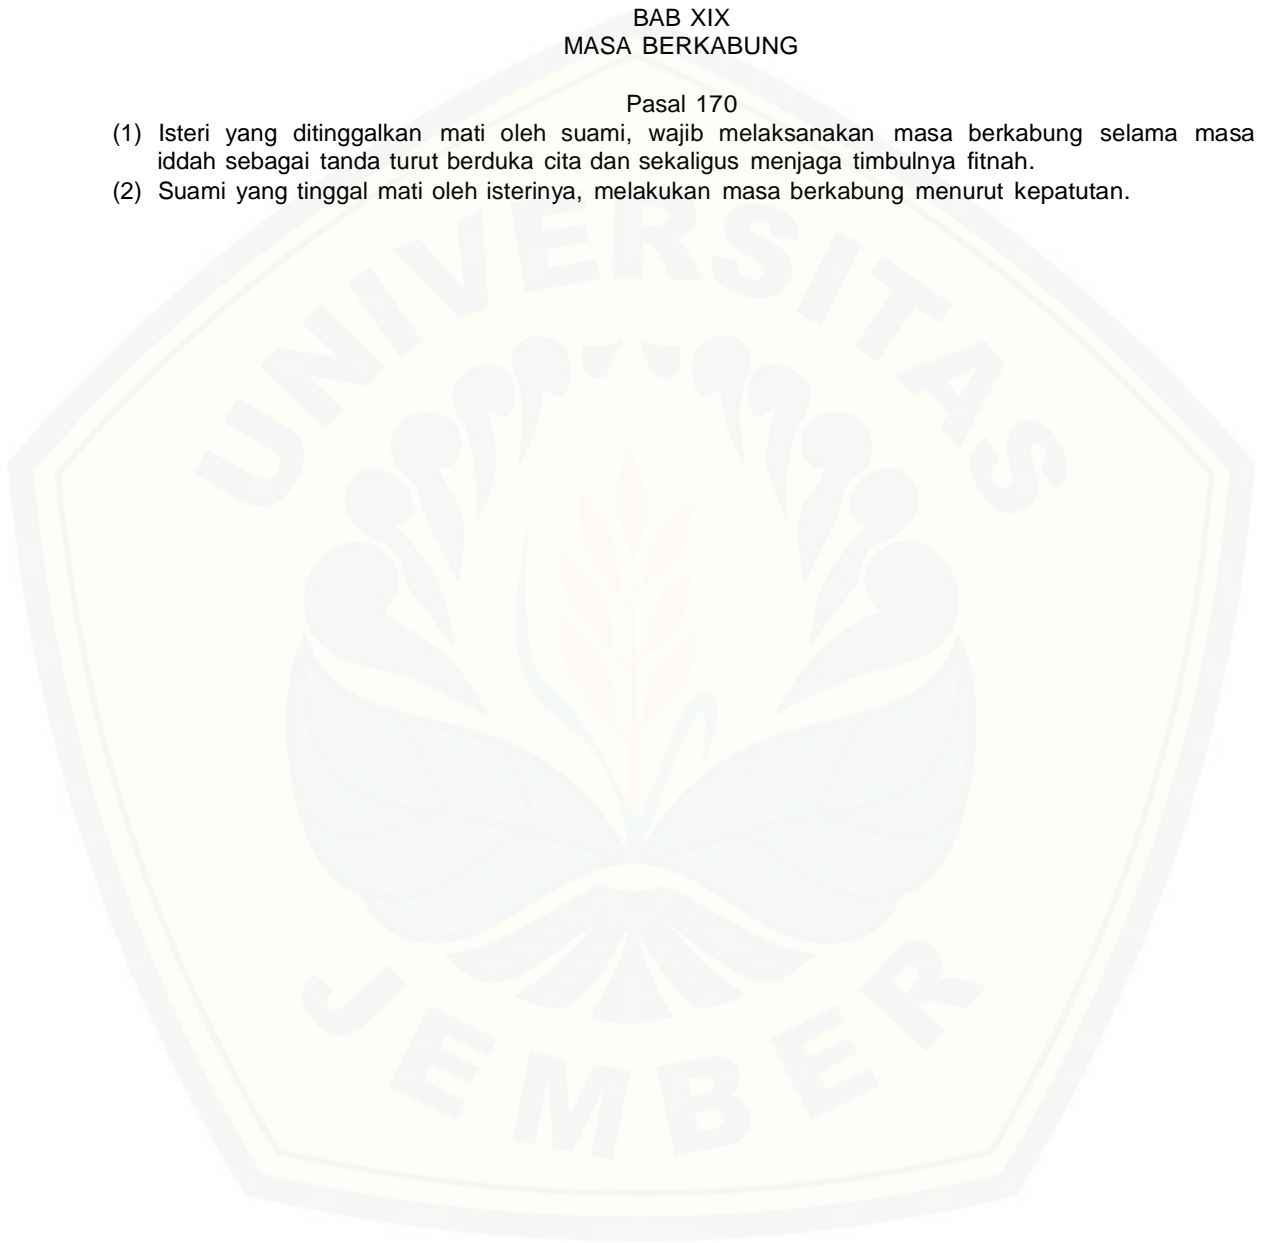 BAB XIX
MASA BERKABUNG
Pasal 170
(1) Isteri yang ditinggalkan mati oleh suami, wajib melaksanakan masa berkabung selama masa
iddah sebagai tanda turut berduka cita dan sekaligus menjaga timbulnya fitnah.
(2) Suami yang tinggal mati oleh isterinya, melakukan masa berkabung menurut kepatutan.
UNIVERSITAS
JEMBER